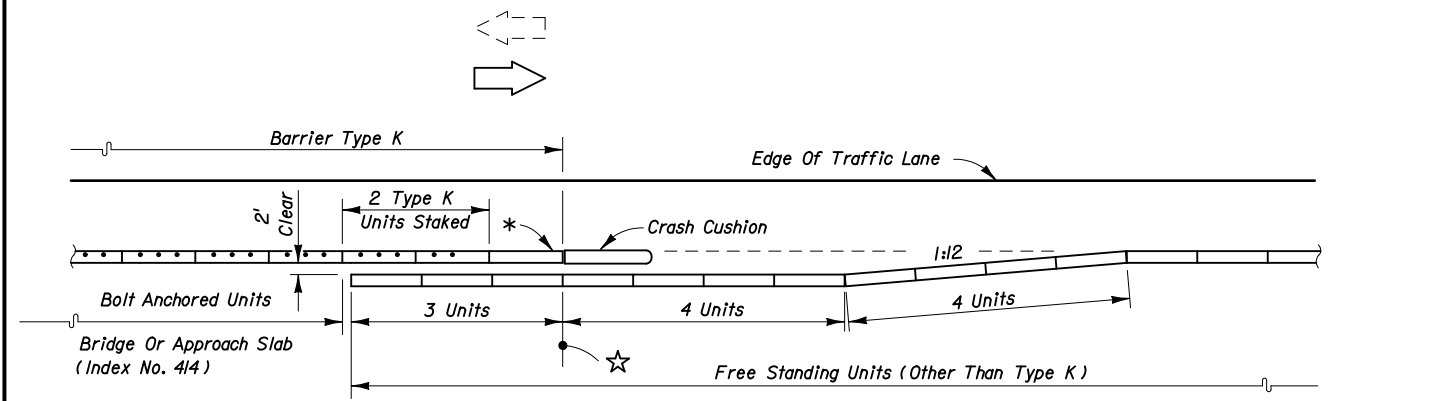 Barrier Type K
Edge Of Traffic Lane
2' Clear
2 Type K
Units Staked
*
Crash Cushion
1:12
Bolt Anchored Units
3 Units
4 Units
4 Units
Bridge Or Approach Slab
(Index No. 414)
Free Standing Units (Other Than Type K)